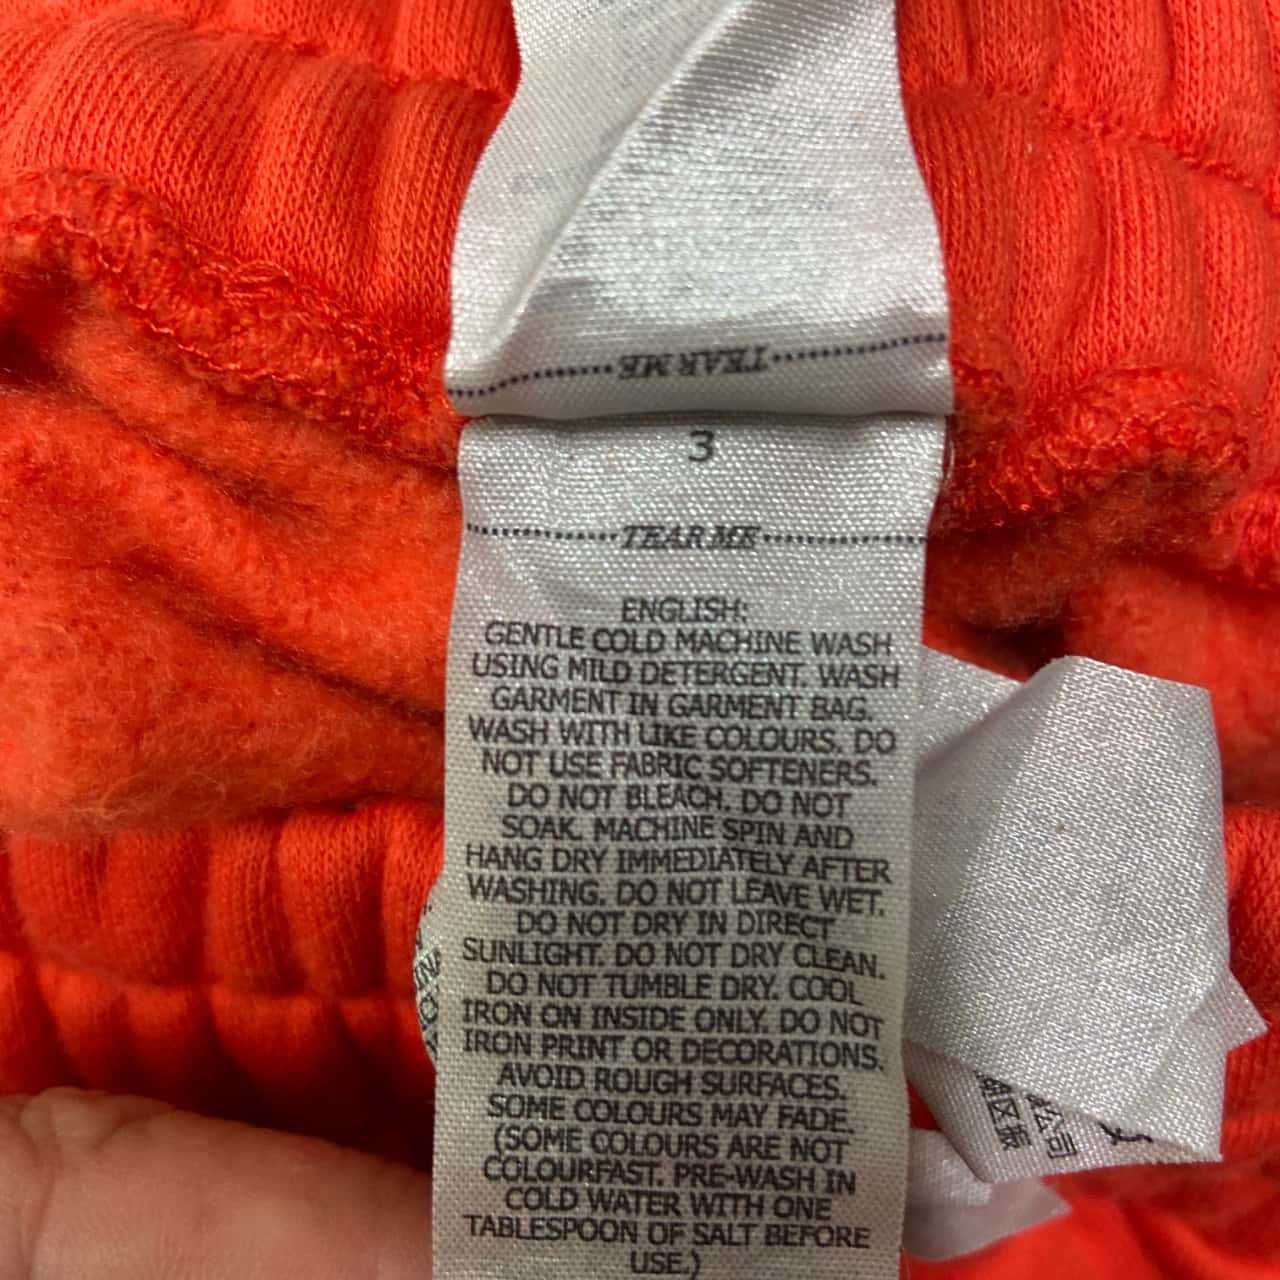 TEAR ME
3
TEAR ME
ENGLISH:
GENTLE COLD MACHINE WASH
USING MILD DETERGENT. WASH
GARMENT IN GARMENT BAG.
WASH WITH LIKE COLOURS. DO
NOT USE FABRIC SOFTENERS.
DO NOT BLEACH. DO NOT
SOAK. MACHINE SPIN AND
HANG DRY IMMEDIATELY AFTER
WASHING. DO NOT LEAVE WET.
DO NOT DRY IN DIRECT
SUNLIGHT. DO NOT DRY CLEAN.
DO NOT TUMBLE DRY. COOL
IRON ON INSIDE ONLY. DO NOT
IRON PRINT OR DECORATIONS.
AVOID ROUGH SURFACES.
SOME COLOURS MAY FADE.
(SOME COLOURS ARE NOT
COLOURFAST. PRE-WASH IN
COLD WATER WITH ONE
TABLESPOON OF SALT BEFORE
USE.)
公司
区振